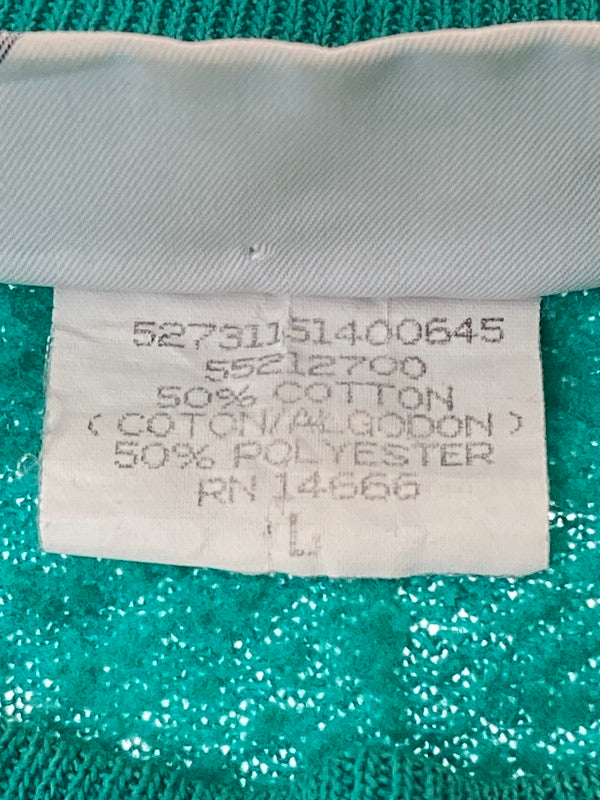 52731151400645
55212700
50% COTTON
(COTON/ALGODON)
50% POLYESTER
RN 14666
L